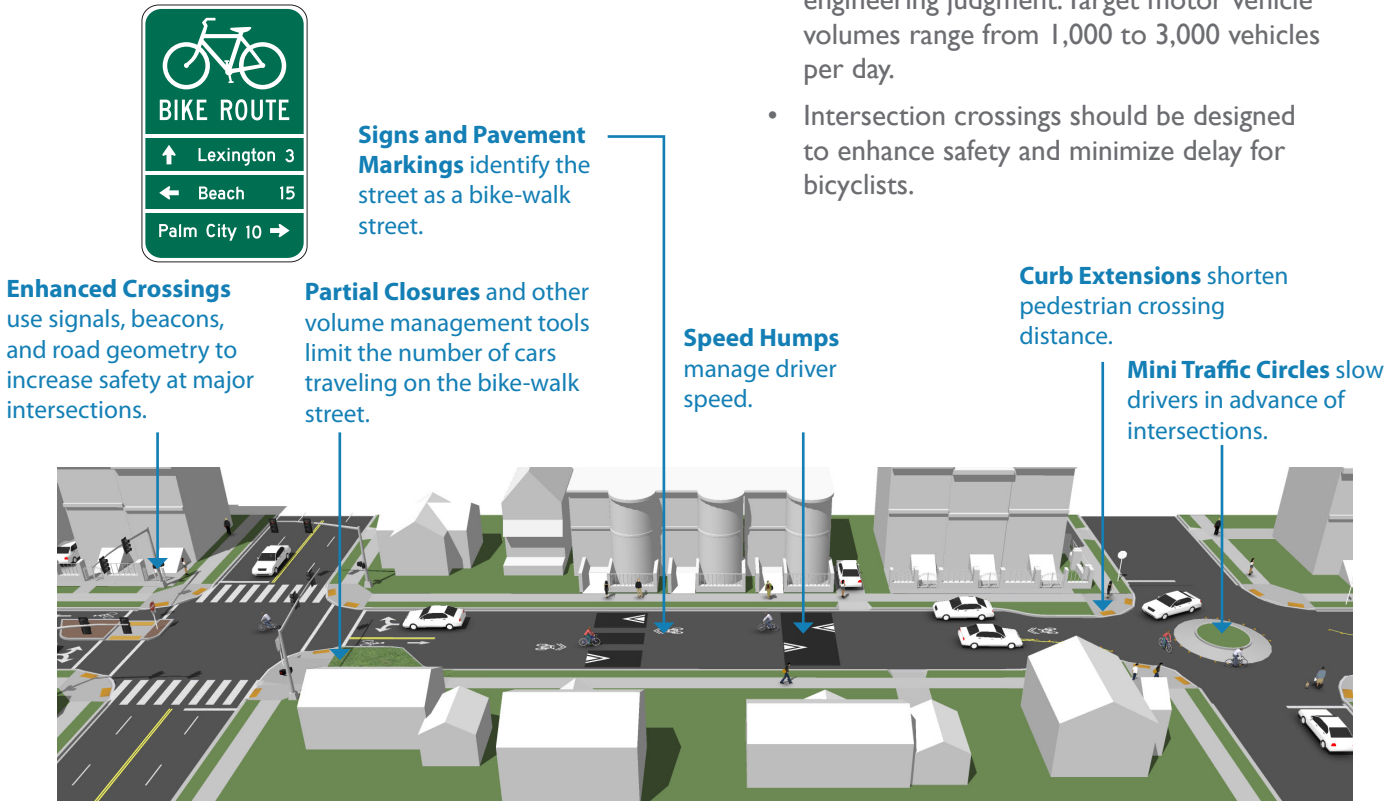 BIKE ROUTE
↑ Lexington 3
← Beach 15
Palm City 10 →
engineering judgment. Target motor vehicle
volumes range from 1,000 to 3,000 vehicles
per day.
• Intersection crossings should be designed
to enhance safety and minimize delay for
bicyclists.
Signs and Pavement
Markings identify the
street as a bike-walk
street.
Enhanced Crossings
use signals, beacons,
and road geometry to
increase safety at major
intersections.
Partial Closures and other
volume management tools
limit the number of cars
traveling on the bike-walk
street.
Speed Humps
manage driver
speed.
Curb Extensions shorten
pedestrian crossing
distance.
Mini Traffic Circles slow
drivers in advance of
intersections.